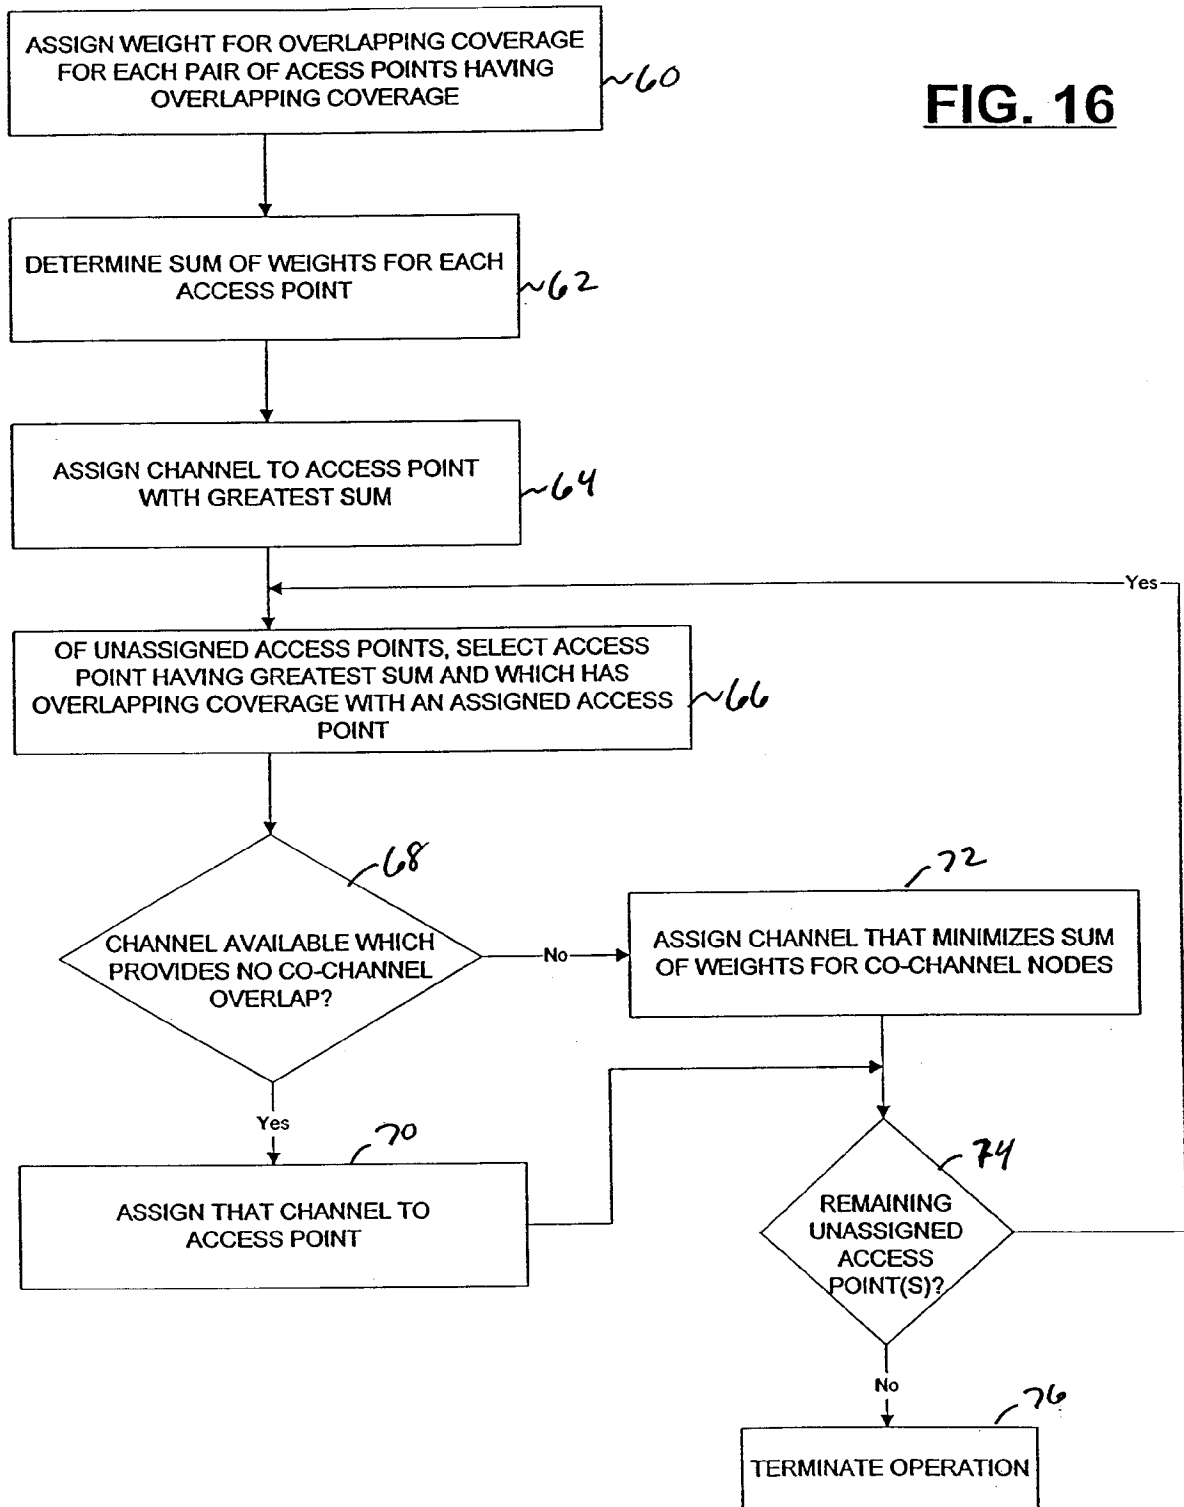 ASSIGN WEIGHT FOR OVERLAPPING COVERAGE
FOR EACH PAIR OF ACESS POINTS HAVING
OVERLAPPING COVERAGE
60
FIG. 16
DETERMINE SUM OF WEIGHTS FOR EACH
ACCESS POINT
62
ASSIGN CHANNEL TO ACCESS POINT
WITH GREATEST SUM
64
Yes
OF UNASSIGNED ACCESS POINTS, SELECT ACCESS
POINT HAVING GREATEST SUM AND WHICH HAS
OVERLAPPING COVERAGE WITH AN ASSIGNED ACCESS
POINT
66
68
CHANNEL AVAILABLE WHICH
PROVIDES NO CO-CHANNEL
OVERLAP?
No
72
ASSIGN CHANNEL THAT MINIMIZES SUM
OF WEIGHTS FOR CO-CHANNEL NODES
Yes
70
ASSIGN THAT CHANNEL TO
ACCESS POINT
74
REMAINING
UNASSIGNED
ACCESS
POINT(S)?
No
76
TERMINATE OPERATION